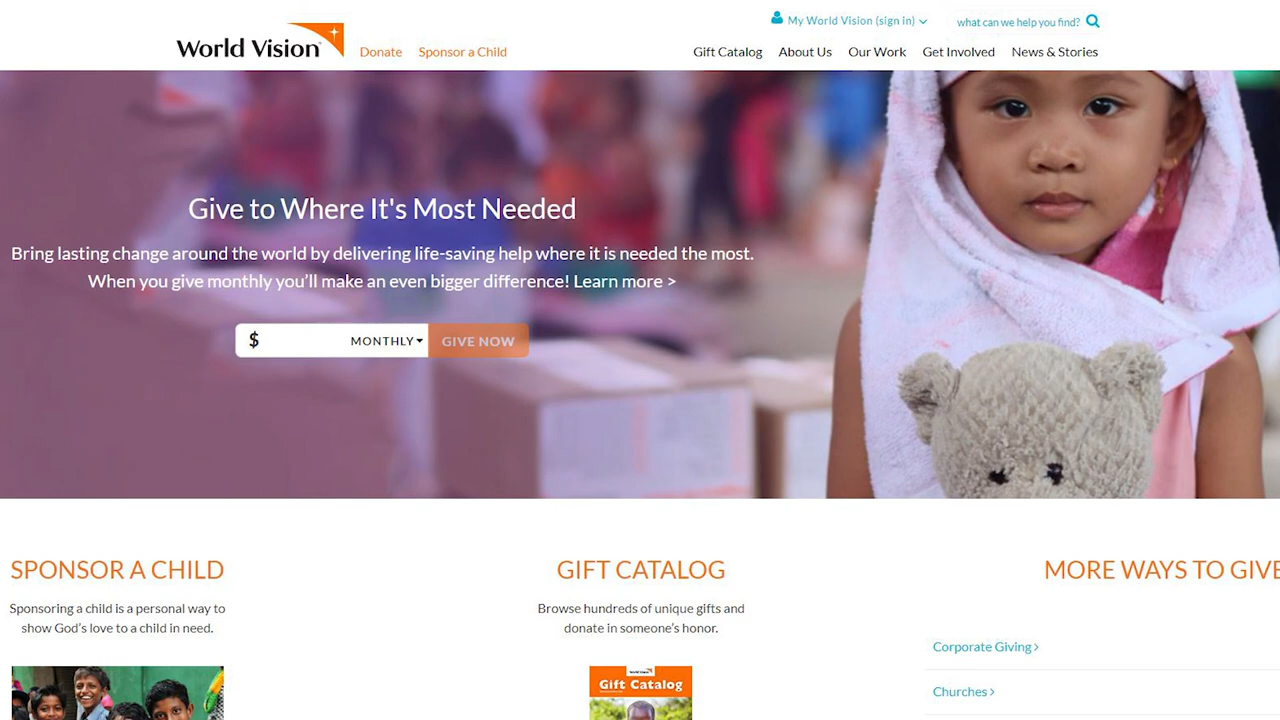 My World Vision (sign in)
what can we help you find?
World Vision
Donate
Sponsor a Child
Gift Catalog
About Us
Our Work
Get Involved
News & Stories
Give to Where It's Most Needed
Bring lasting change around the world by delivering life-saving help where it is needed the most.
When you give monthly you’ll make an even bigger difference! Learn more >
$
MONTHLY
GIVE NOW
SPONSOR A CHILD
Sponsoring a child is a personal way to
show God’s love to a child in need.
GIFT CATALOG
Browse hundreds of unique gifts and
donate in someone’s honor.
World Vision
Gift Catalog
MORE WAYS TO GIVE
Corporate Giving >
Churches >